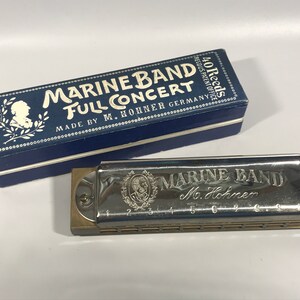 MARINE BAND
FULL CONCERT
MADE BY M. HOHNER GERMANY
40 Reeds
MARINE BAND
M. Hohner